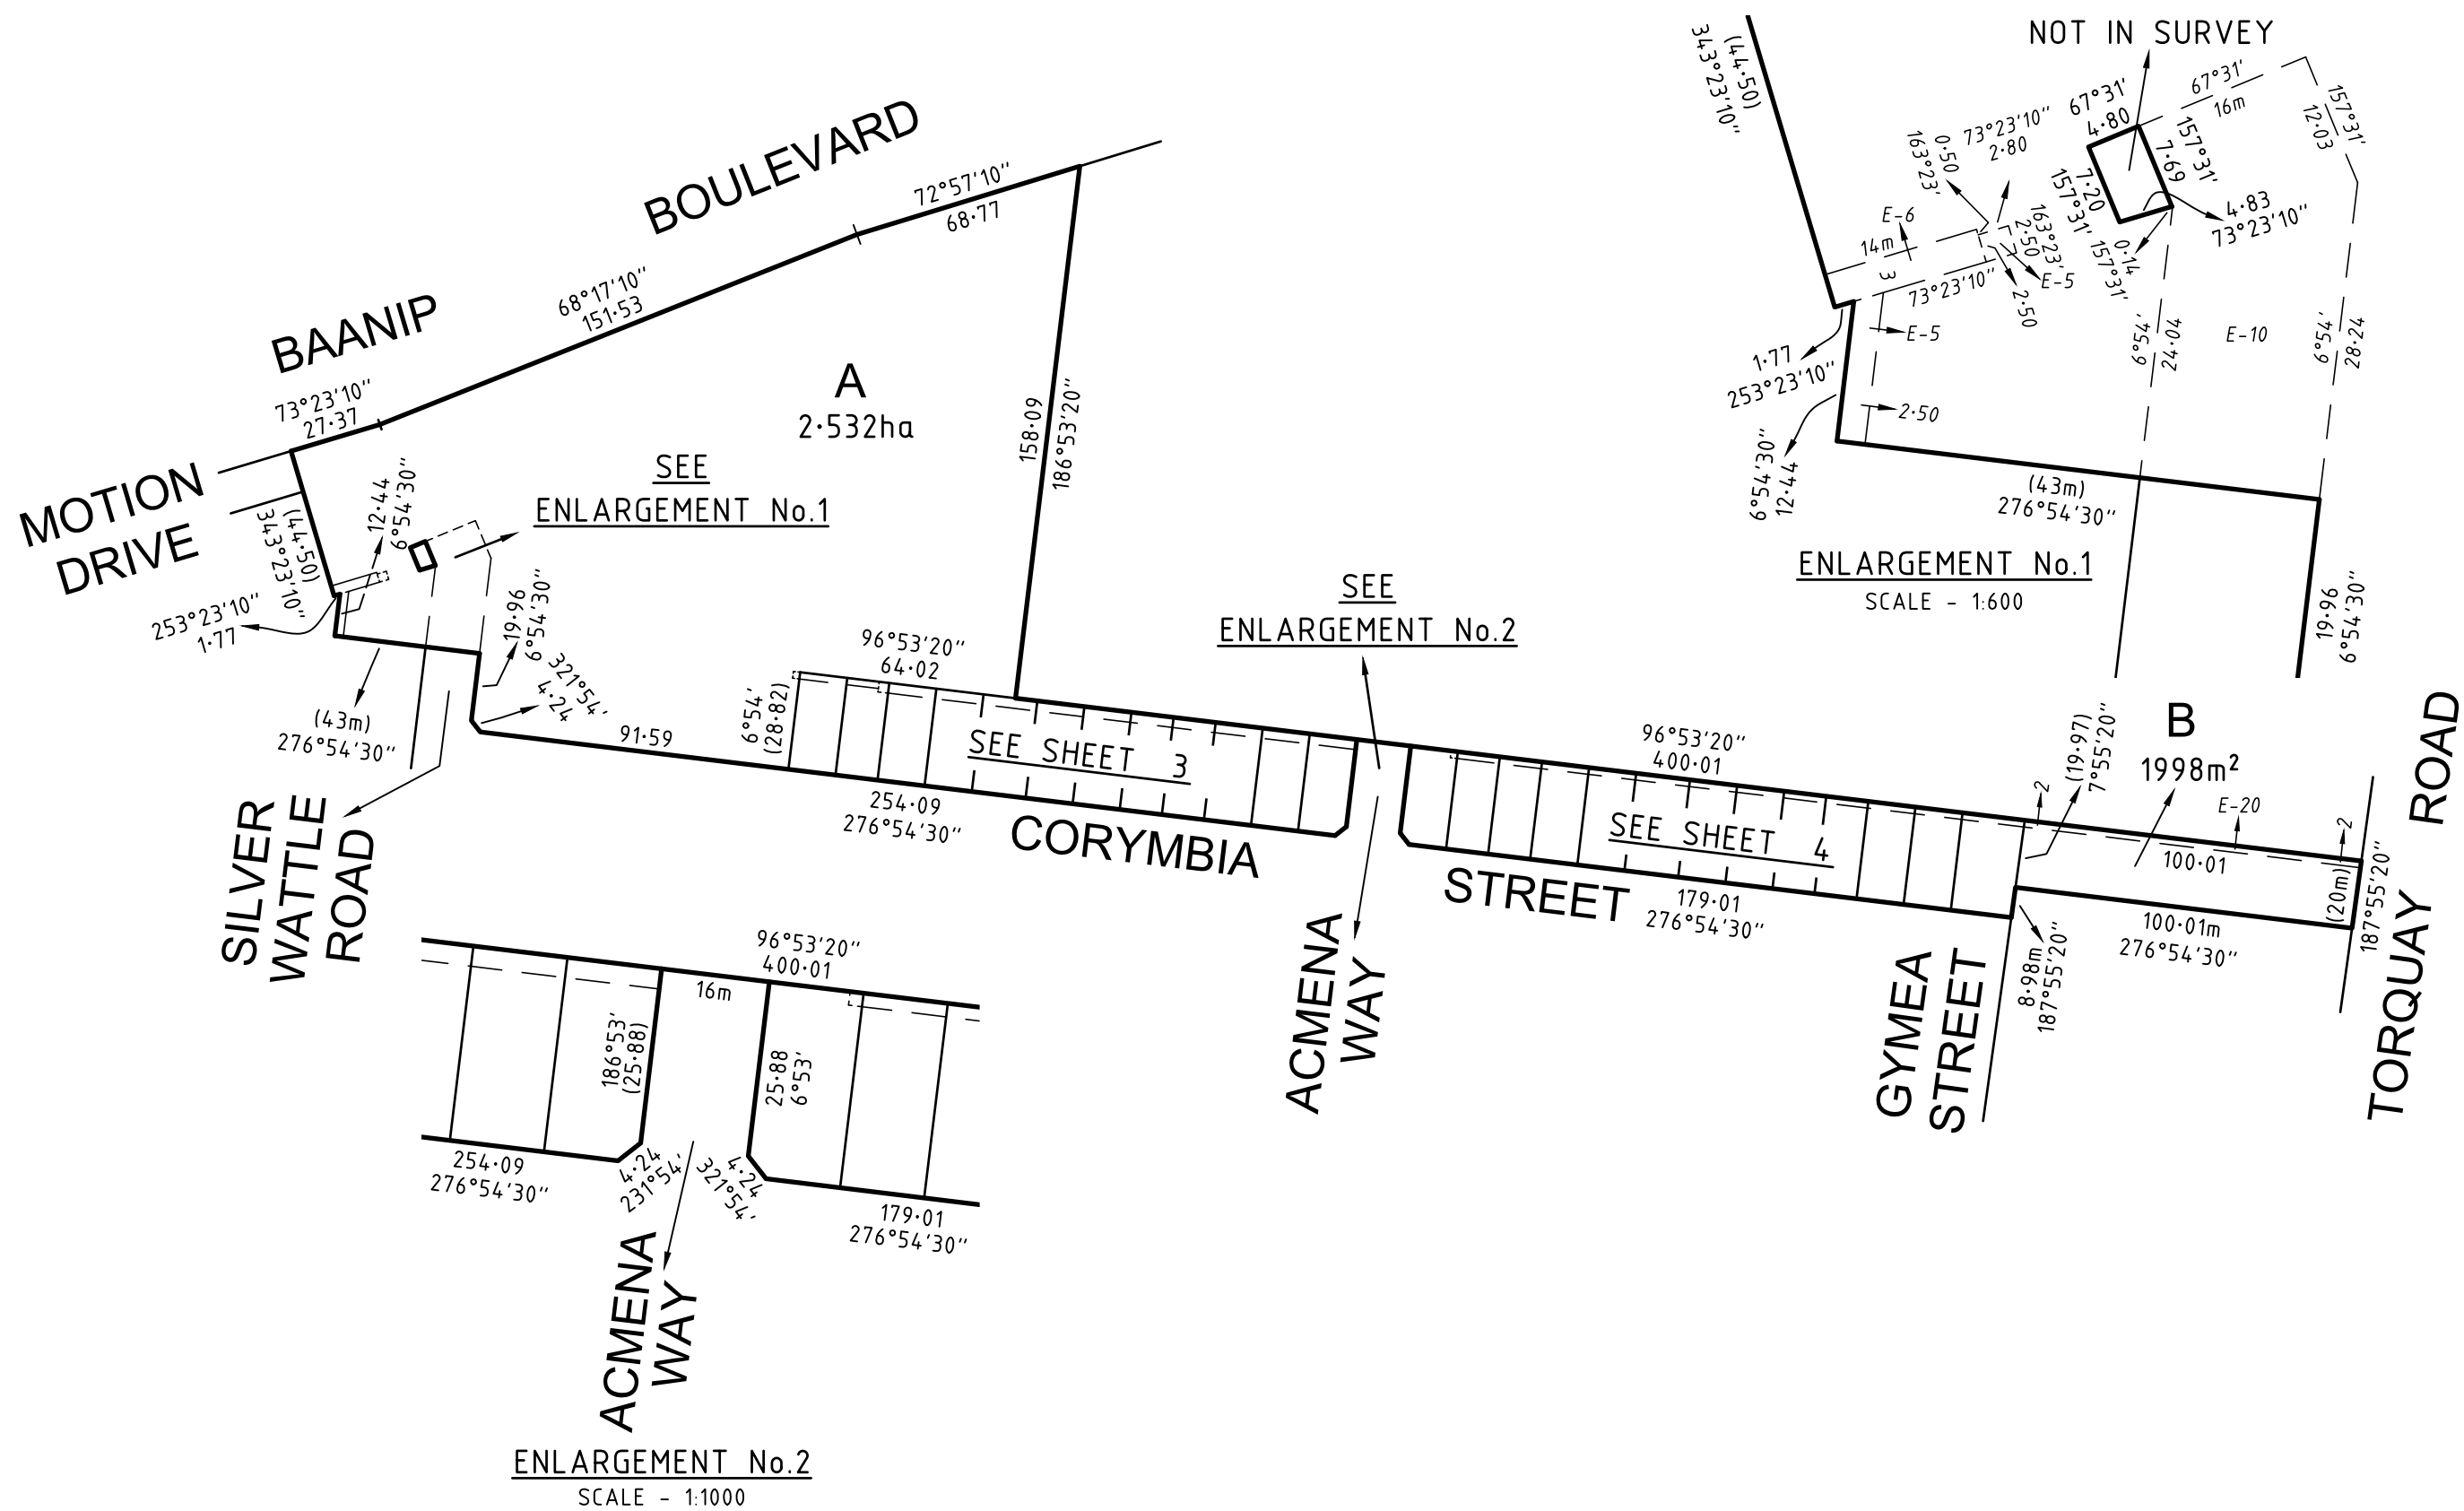 BAANIP
BOULEVARD
72°57'10"
68·77
68°17'10"
151·53
73°23'10"
27·37
A
2·532ha
158·09
186°53'20"
MOTION
DRIVE
(44·50)
343°23'10"
12·44
6°54'30"
SEE
ENLARGEMENT No.1
253°23'10"
1·77
19·96
6°54'30"
321°54'
4·24
(43m)
276°54'30"
SILVER
WATTLE
ROAD
91·59
6°54'
(28·82)
96°53'20"
64·02
SEE SHEET 3
254·09
276°54'30"
CORYMBIA
STREET
SEE
ENLARGEMENT No.2
96°53'20"
400·01
SEE SHEET 4
179·01
276°54'30"
ACMENA
WAY
2
(19·97)
7°55'20"
B
1998m²
E-20
2
100·01
(20m)
187°55'20"
100·01m
276°54'30"
8·98m
187°55'20"
GYMEA
STREET
TORQUAY ROAD
NOT IN SURVEY
(44·50)
343°23'10"
67°31'
16m
157°31'
12·03
67°31'
4·80
157°31'
7·69
7·20
157°31'
4·83
73°23'10"
0·14
157°31'
0·50
163°23'
73°23'10"
2·80
163°23'
2·50
E-6
14m
3
73°23'10"
E-5
2·50
E-5
2·50
1·77
253°23'10"
6°54'30"
12·44
6°54'
24·04
E-10
6°54'
28·24
(43m)
276°54'30"
19·96
6°54'30"
ENLARGEMENT No.1
SCALE - 1:600
96°53'20"
400·01
16m
186°53'
(25·88)
25·88
6°53'
254·09
276°54'30"
4·24
231°54'
4·24
321°54'
179·01
276°54'30"
ACMENA
WAY
ENLARGEMENT No.2
SCALE - 1:1000